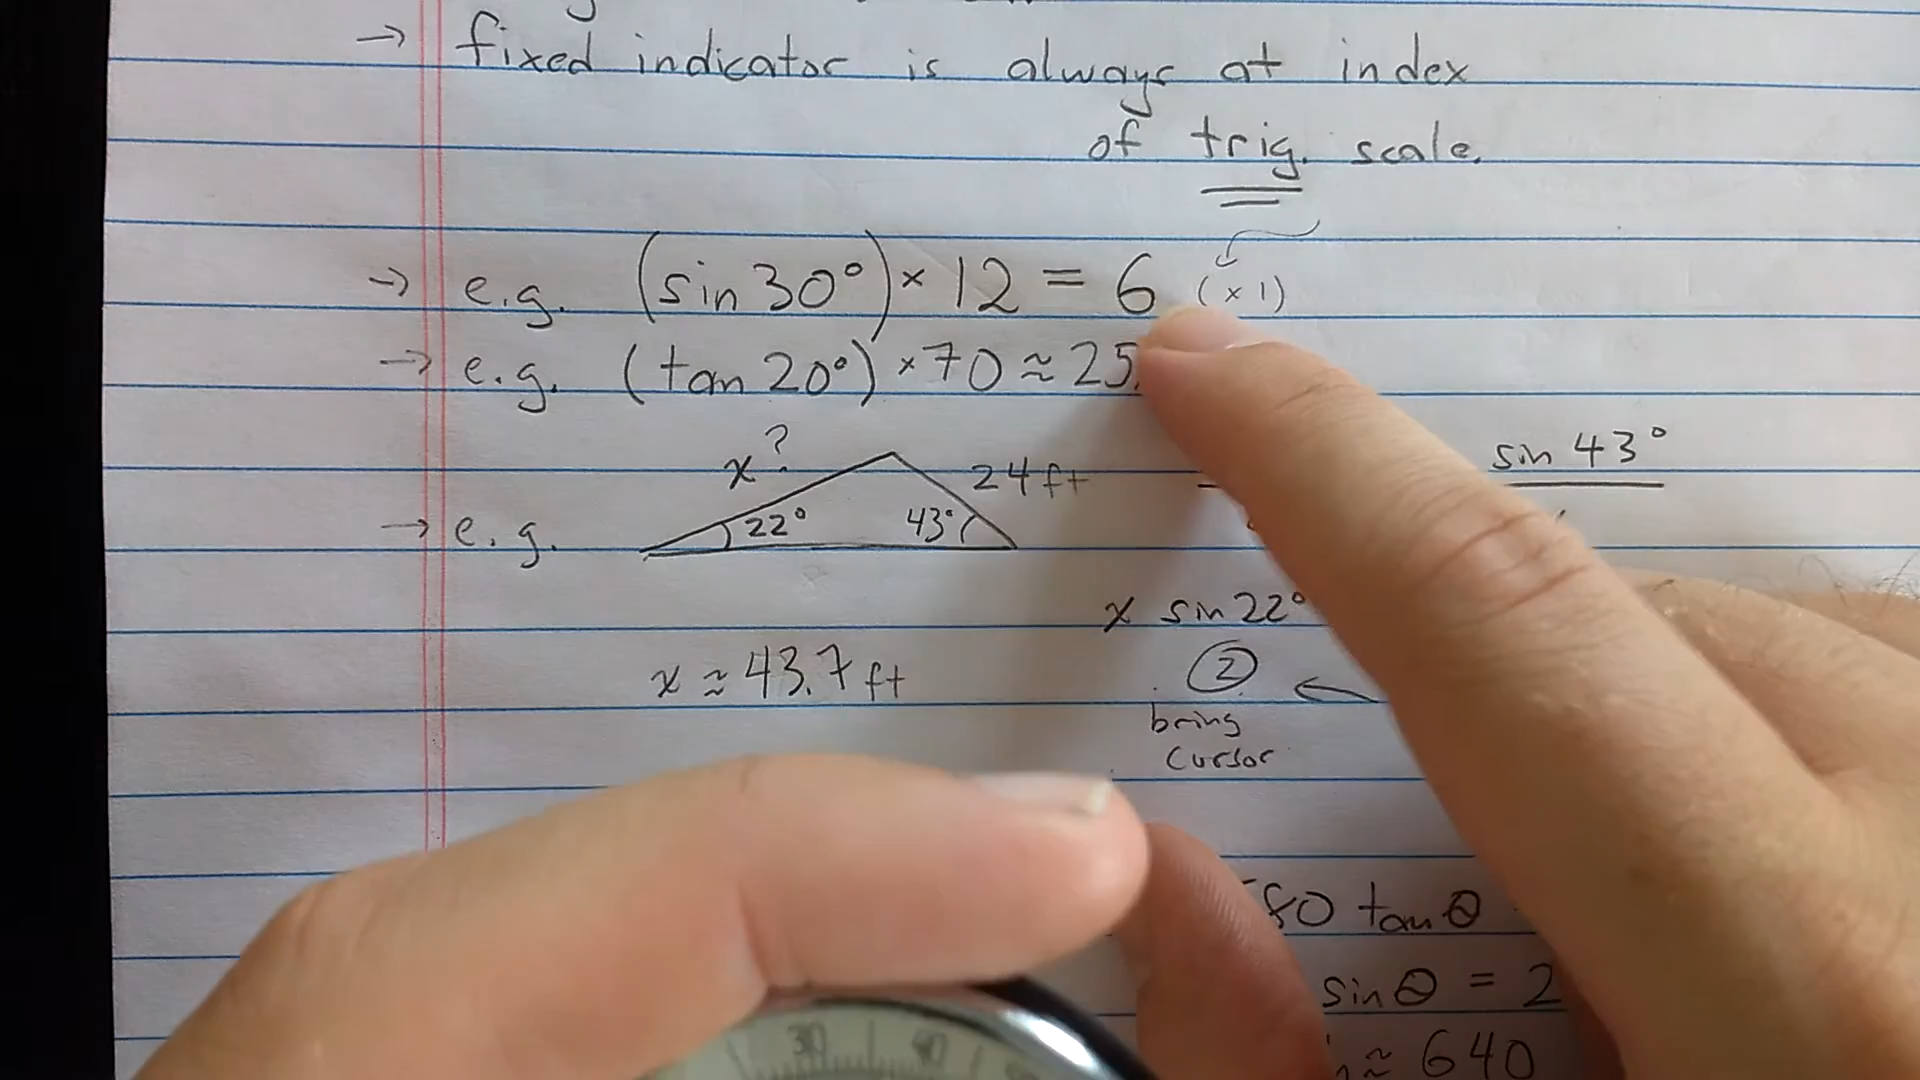 → fixed indicator is always at index
of trig. scale.
→ e.g. (sin 30°) × 12 = 6 (× 1)
→ e.g. (tan 20°) × 70 ≈ 25.
x? 24 ft sin 43°
→ e.g. 22° 43°
x sin 22°
x ≈ 43.7 ft ② ←
bring
cursor
80 tan θ
sin θ = 2
≈ 640
30 40